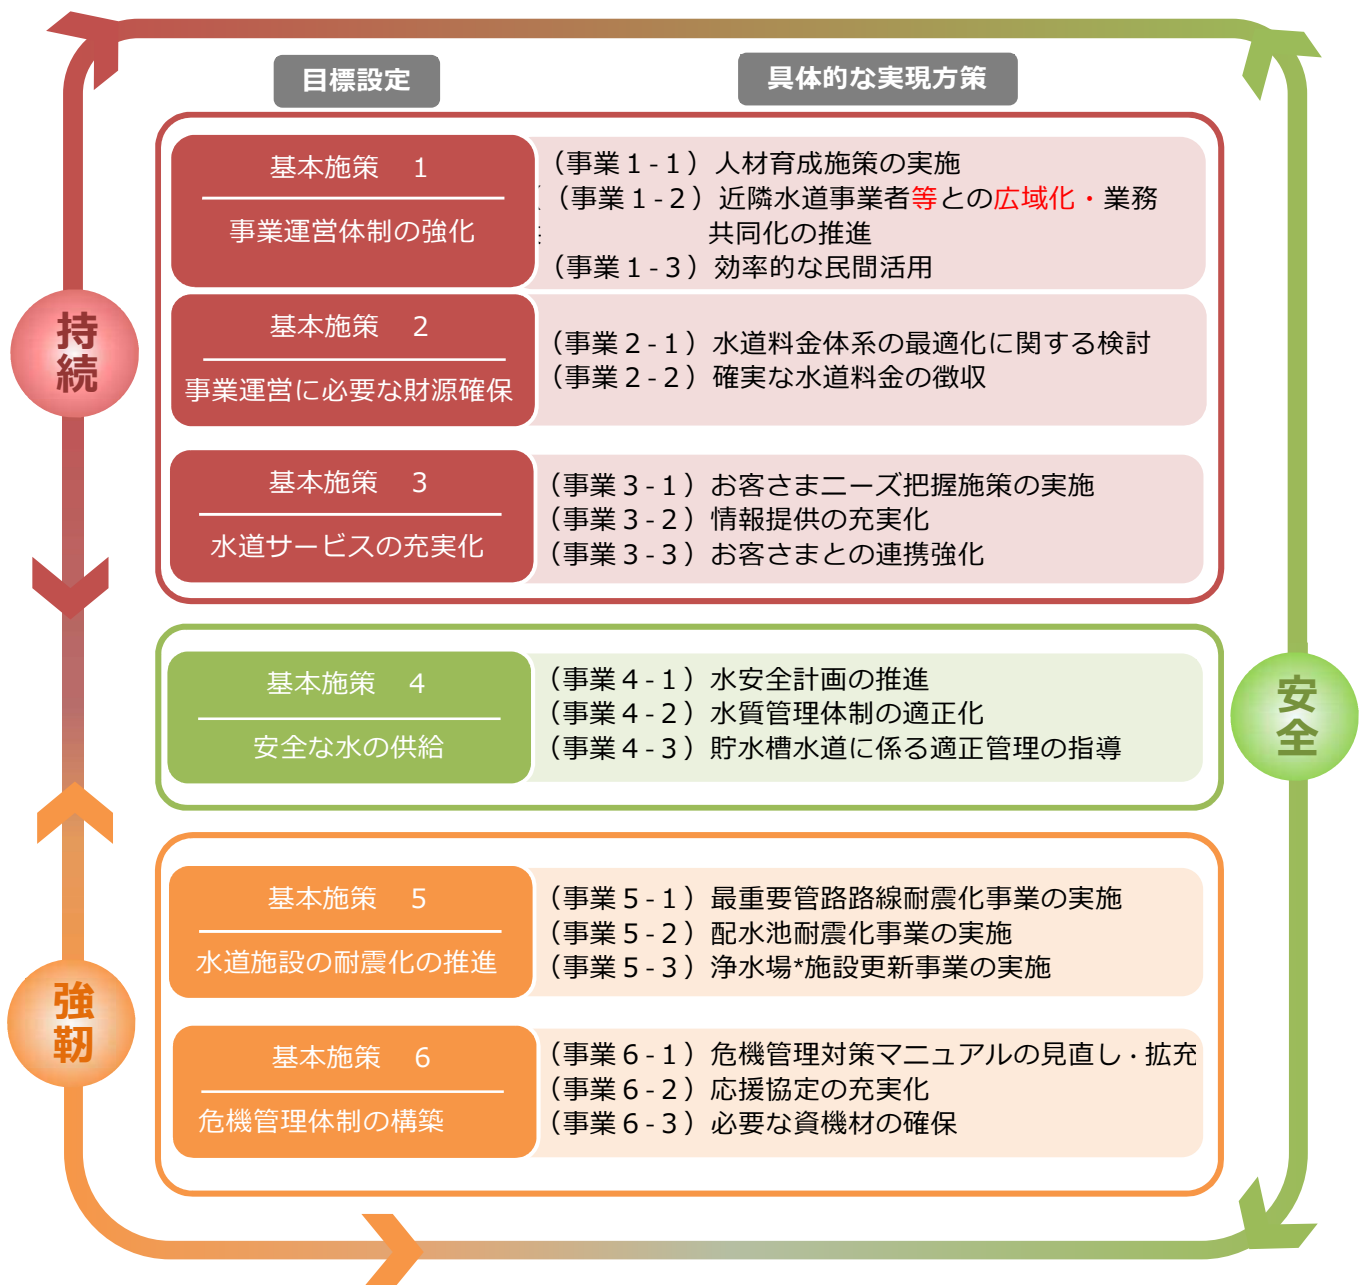 目標設定
具体的な実現方策
基本施策　1
事業運営体制の強化
（事業１-１）人材育成施策の実施
（事業１-２）近隣水道事業者等との広域化・業務
共同化の推進
（事業１-３）効率的な民間活用
持続
基本施策　2
事業運営に必要な財源確保
（事業２-１）水道料金体系の最適化に関する検討
（事業２-２）確実な水道料金の徴収
基本施策　3
水道サービスの充実化
（事業３-１）お客さまニーズ把握施策の実施
（事業３-２）情報提供の充実化
（事業３-３）お客さまとの連携強化
基本施策　4
安全な水の供給
（事業４-１）水安全計画の推進
（事業４-２）水質管理体制の適正化
（事業４-３）貯水槽水道に係る適正管理の指導
安全
基本施策　5
水道施設の耐震化の推進
（事業５-１）最重要管路路線耐震化事業の実施
（事業５-２）配水池耐震化事業の実施
（事業５-３）浄水場*施設更新事業の実施
強靭
基本施策　6
危機管理体制の構築
（事業６-１）危機管理対策マニュアルの見直し・拡充
（事業６-２）応援協定の充実化
（事業６-３）必要な資機材の確保